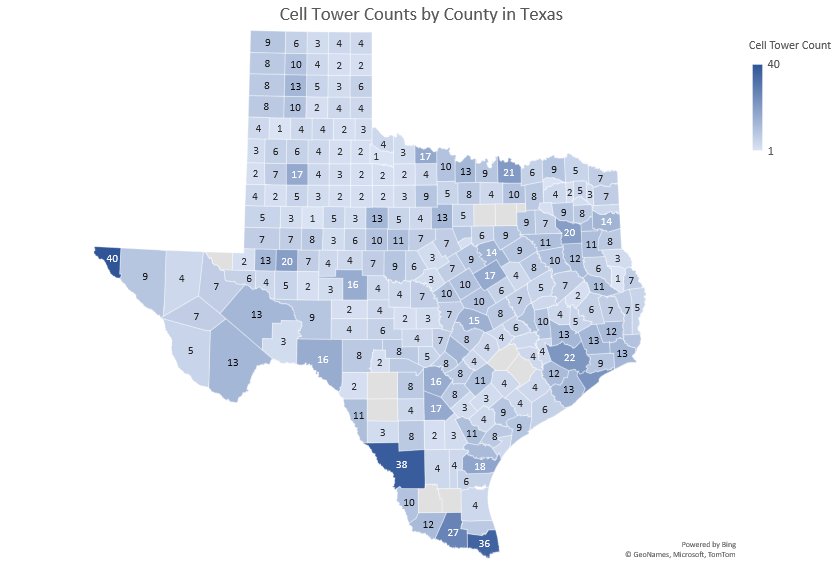 Cell Tower Counts by County in Texas
Cell Tower Count
40
1
9 6 3 4 4
8 10 4 2 2
8 13 5 3 6
8 10 2 4 4
4 1 4 4 2 3
4
3 6 6 4 2 2 1 3 17 10 13 9 21 6 9 5 7
2 7 17 4 3 2 2 2 4
4 2 5 3 2 2 2 3 9 5 8 4 10 8 4 2 5 3 7
5 3 1 5 3 13 5 4 13 5 9 7 9 8 14
7 7 8 3 6 10 11 7 7 6 9 9 11 20 11 8
40 2 13 20 7 4 4 7 9 6 3 7 9 14 9 8 10 12 6 3
9 4 7 6 4 5 2 3 16 4 4 7 10 10 17 4 5 7 11 1 7
7 13 9 2 4 2 3 7 15 10 6 8 7 2 6 7 7 5
5 13 3 4 6 4 7 8 4 6 10 4 5 13 13 12
16 8 2 8 5 8 4 4 4 4 22 9 13
2 8 16 8 11 4 4 12 13
11 4 17 3 3 4 9 4 6
3 8 2 3 11 8 9
38 4 4 18
6
10 4
12 27 36
Powered by Bing
© GeoNames, Microsoft, TomTom